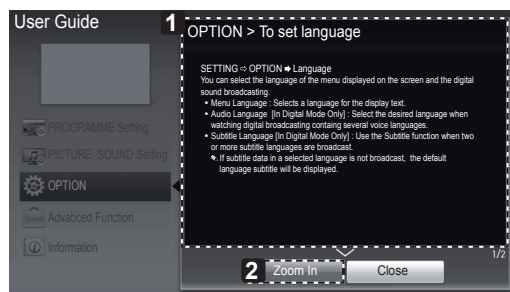 User Guide
1
OPTION > To set language
SETTING ⇨ OPTION ➡ Language
You can select the language of the menu displayed on the screen and the digital
sound broadcasting.
• Menu Language : Selects a language for the display text.
• Audio Language [In Digital Mode Only] : Select the desired language when
watching digital broadcasting containg several voice languages.
• Subtitle Language [In Digital Mode Only] : Use the Subtitle function when two
or more subtitle languages are broadcast.
If subtitle data in a selected language is not broadcast, the default
language subtitle will be displayed.
PROGRAMME Setting
PICTURE, SOUND Setting
OPTION
Advabced Function
Information
1/2
2
Zoom In
Close